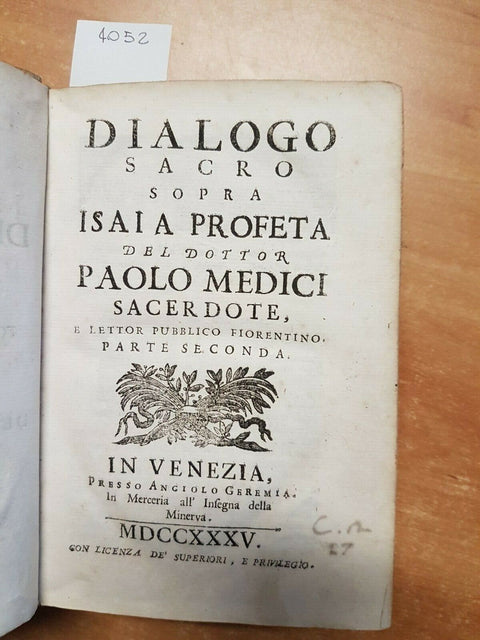 4052
DIALOGO
SACRO
SOPRA
ISAIA PROFETA
DEL DOTTOR
PAOLO MEDICI
SACERDOTE,
E LETTOR PUBBLICO FIORENTINO.
PARTE SECONDA.
IN VENEZIA,
PRESSO ANGIOLO GEREMIA.
In Merceria all' Insegna della
Minerva.
MDCCXXXV.
CON LICENZA DE' SUPERIORI, E PRIVILEGIO.
27